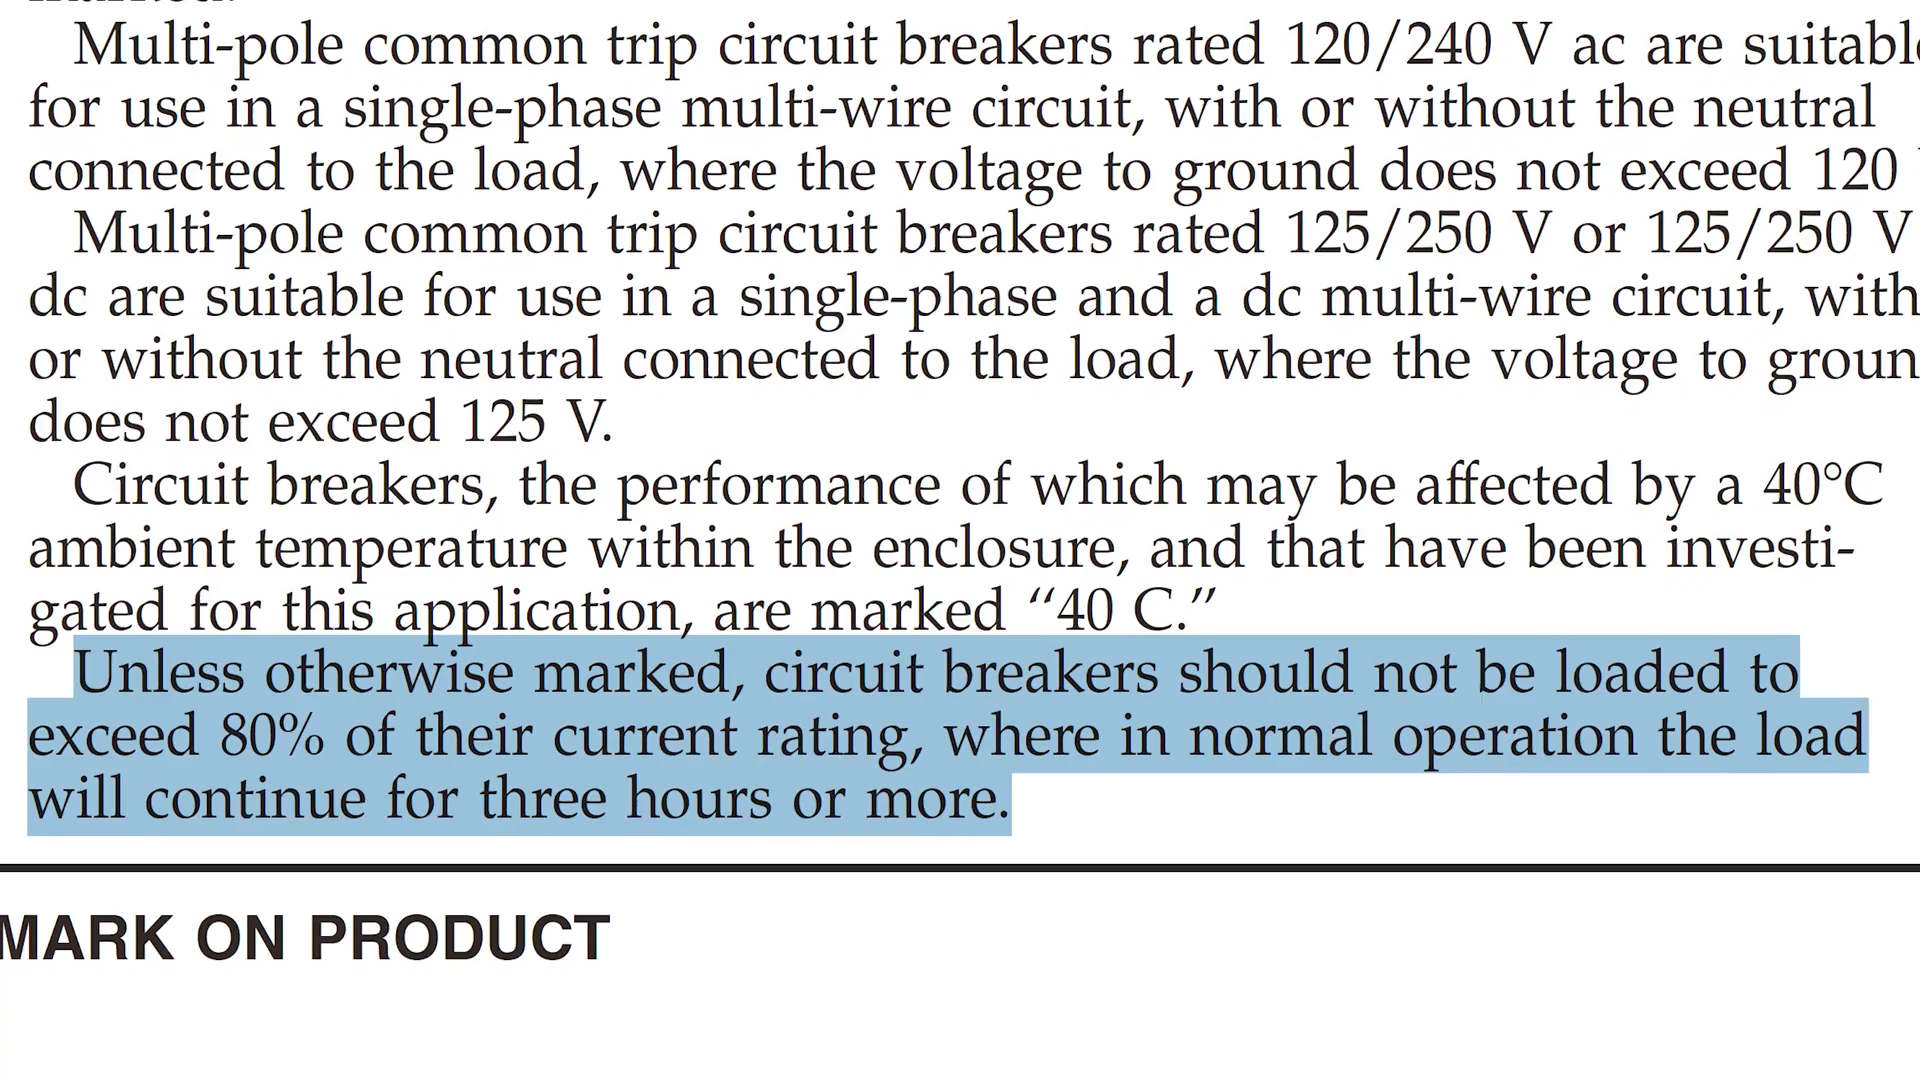 Multi-pole common trip circuit breakers rated 120/240 V ac are suitable
for use in a single-phase multi-wire circuit, with or without the neutral
connected to the load, where the voltage to ground does not exceed 120
Multi-pole common trip circuit breakers rated 125/250 V or 125/250 V
dc are suitable for use in a single-phase and a dc multi-wire circuit, with
or without the neutral connected to the load, where the voltage to groun
does not exceed 125 V.
Circuit breakers, the performance of which may be affected by a 40°C
ambient temperature within the enclosure, and that have been investi-
gated for this application, are marked “40 C.”
Unless otherwise marked, circuit breakers should not be loaded to
exceed 80% of their current rating, where in normal operation the load
will continue for three hours or more.
MARK ON PRODUCT